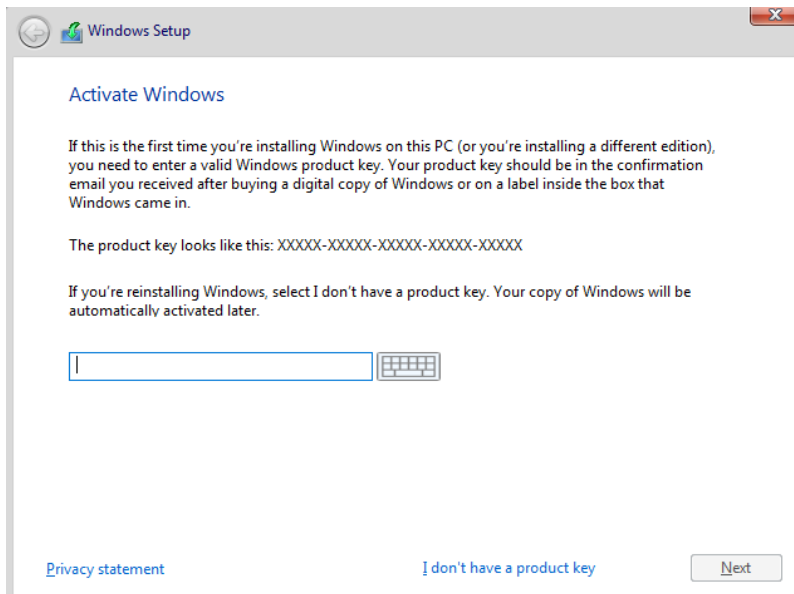 Windows Setup
Activate Windows
If this is the first time you're installing Windows on this PC (or you're installing a different edition),
you need to enter a valid Windows product key. Your product key should be in the confirmation
email you received after buying a digital copy of Windows or on a label inside the box that
Windows came in.
The product key looks like this: XXXXX-XXXXX-XXXXX-XXXXX-XXXXX
If you're reinstalling Windows, select I don't have a product key. Your copy of Windows will be
automatically activated later.
Privacy statement
I don't have a product key
Next